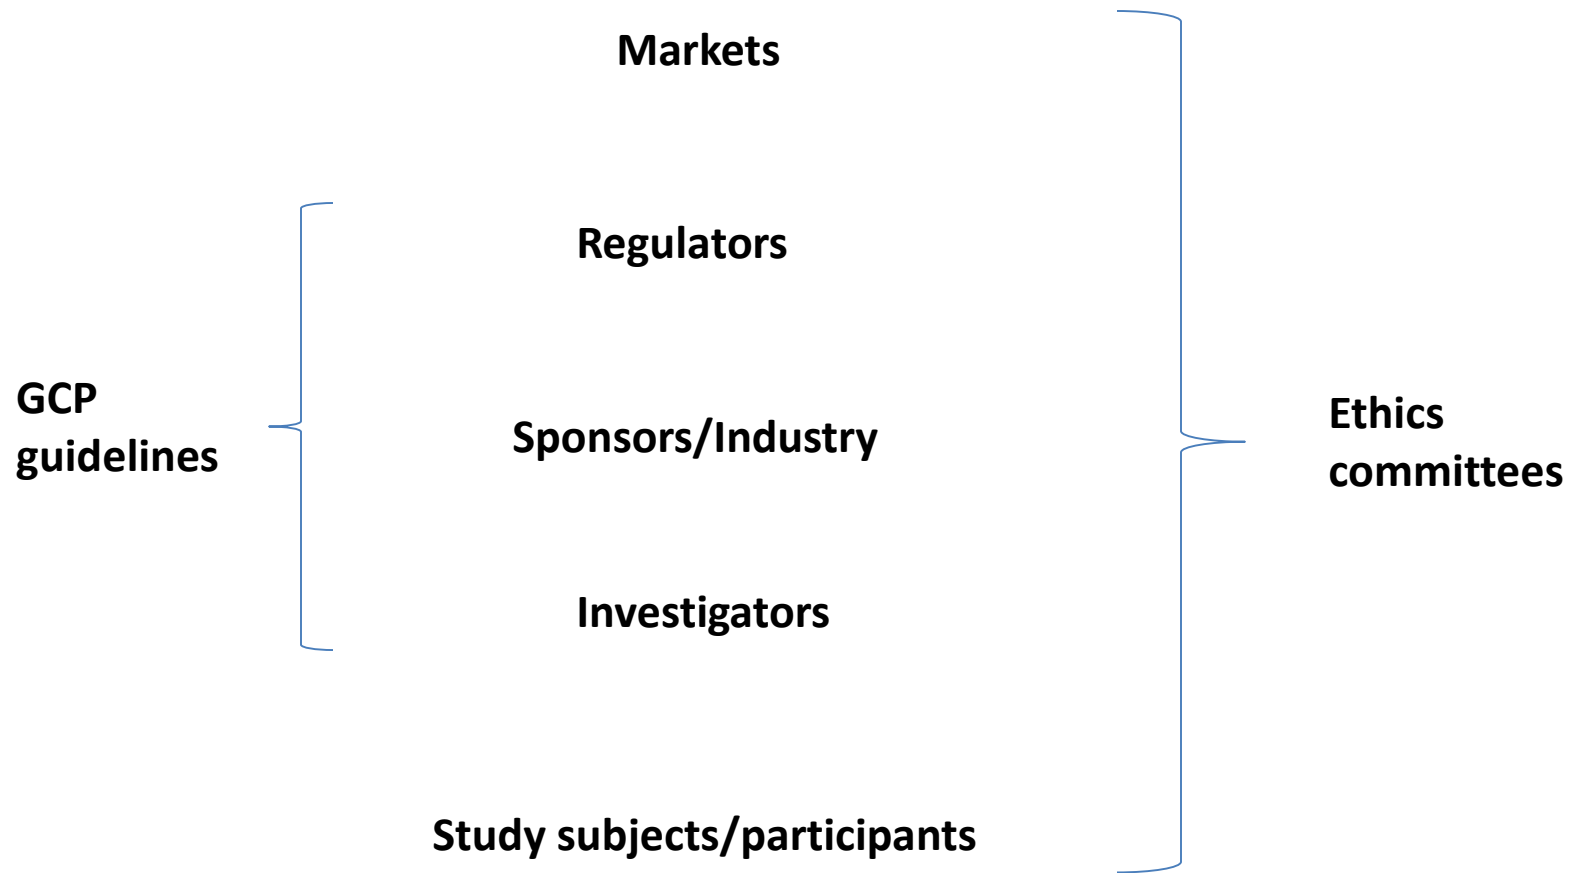 Markets
Regulators
GCP
guidelines
Sponsors/Industry
Ethics
committees
Investigators
Study subjects/participants